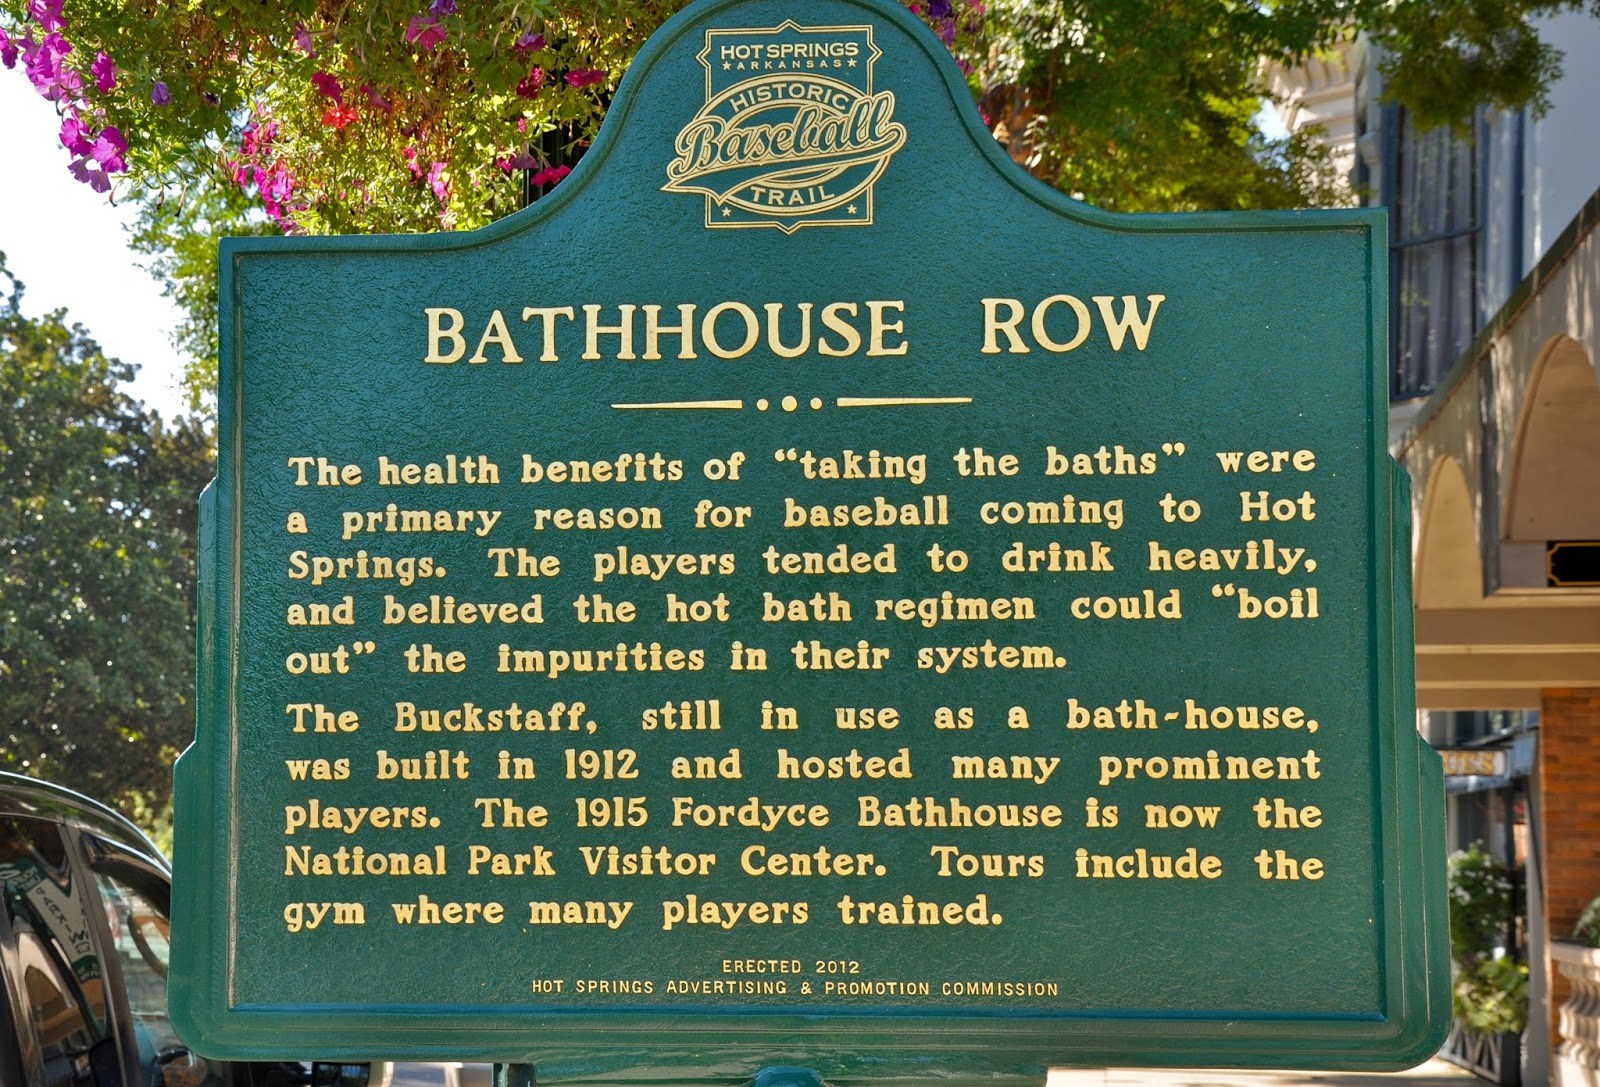 HOT SPRINGS
★ARKANSAS★
HISTORIC
Baseball
TRAIL
BATHHOUSE ROW
The health benefits of “taking the baths” were
a primary reason for baseball coming to Hot
Springs. The players tended to drink heavily,
and believed the hot bath regimen could “boil
out” the impurities in their system.
The Buckstaff, still in use as a bath-house,
was built in 1912 and hosted many prominent
players. The 1915 Fordyce Bathhouse is now the
National Park Visitor Center. Tours include the
gym where many players trained.
ERECTED 2012
HOT SPRINGS ADVERTISING & PROMOTION COMMISSION